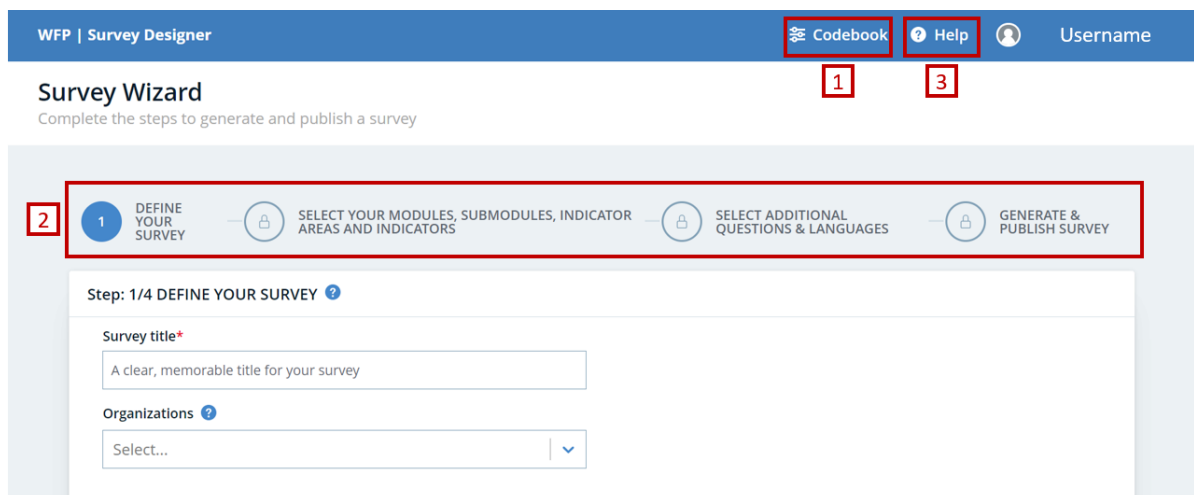 WFP | Survey Designer
Codebook
? Help
Username
1
3
Survey Wizard
Complete the steps to generate and publish a survey
2
1
DEFINE
YOUR
SURVEY
SELECT YOUR MODULES, SUBMODULES, INDICATOR
AREAS AND INDICATORS
SELECT ADDITIONAL
QUESTIONS & LANGUAGES
GENERATE &
PUBLISH SURVEY
Step: 1/4 DEFINE YOUR SURVEY ?
Survey title*
A clear, memorable title for your survey
Organizations ?
Select...